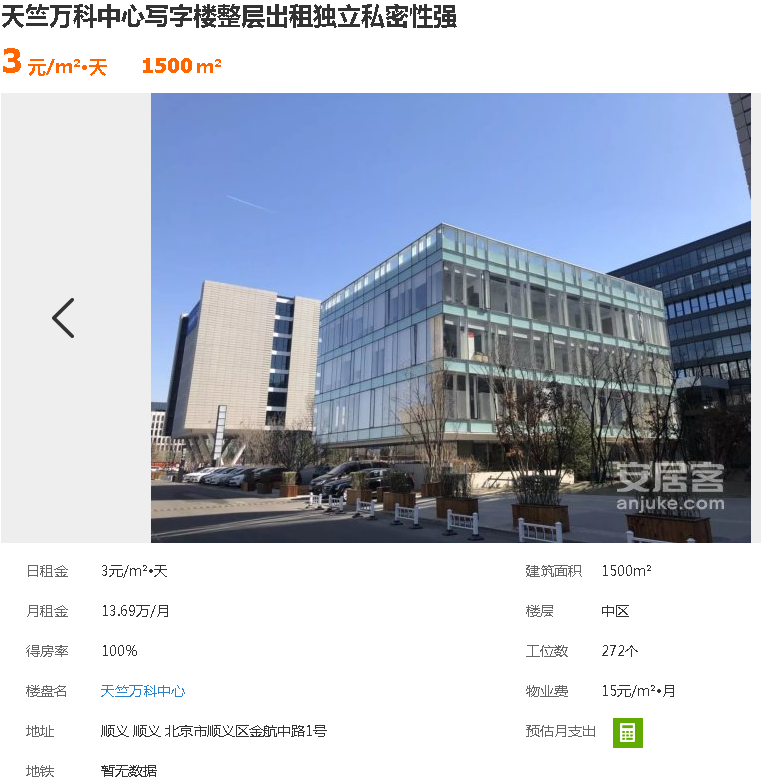 天竺万科中心写字楼整层出租独立私密性强
3 元/m²•天 1500 m²
安居客
anjuke.com
日租金 3元/m²•天 建筑面积 1500m²
月租金 13.69万/月 楼层 中区
得房率 100% 工位数 272个
楼盘名 天竺万科中心 物业费 15元/m²•月
地址 顺义 顺义 北京市顺义区金航中路1号 预估月支出
地铁 暂无数据